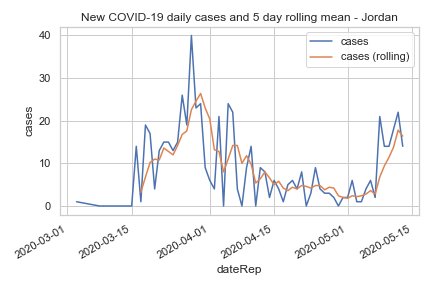 New COVID-19 daily cases and 5 day rolling mean - Jordan
cases
cases (rolling)
40
30
20
10
0
cases
2020-03-01
2020-03-15
2020-04-01
2020-04-15
2020-05-01
2020-05-15
dateRep